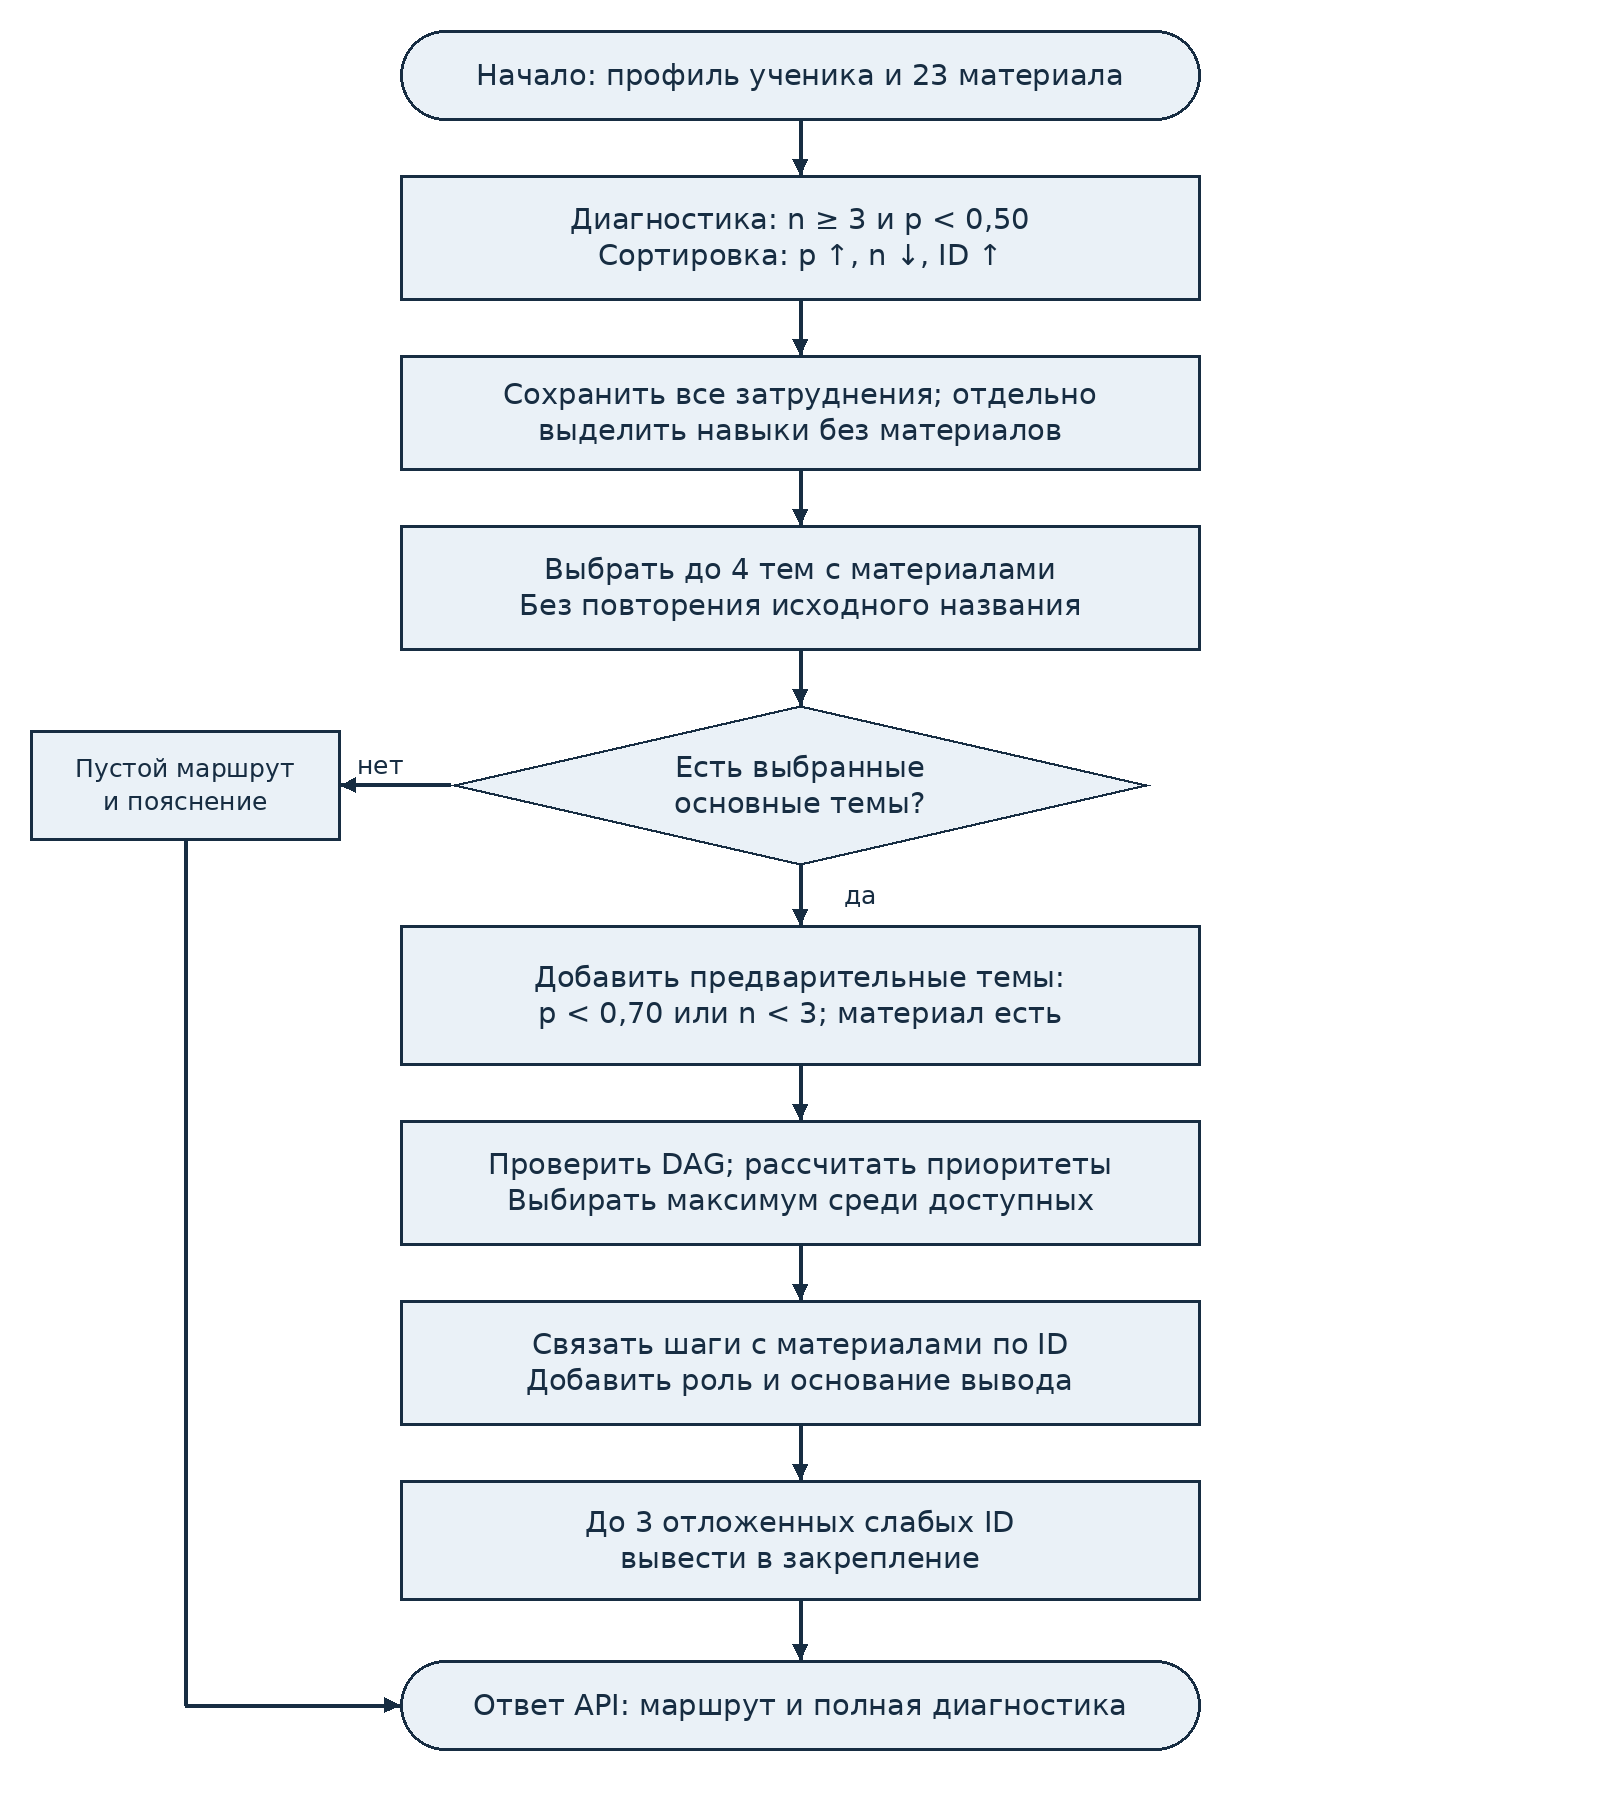 Начало: профиль ученика и 23 материала
Диагностика: n ≥ 3 и p < 0,50
Сортировка: p ↑, n ↓, ID ↑
Сохранить все затруднения; отдельно
выделить навыки без материалов
Выбрать до 4 тем с материалами
Без повторения исходного названия
Есть выбранные
основные темы?
нет
Пустой маршрут
и пояснение
да
Добавить предварительные темы:
p < 0,70 или n < 3; материал есть
Проверить DAG; рассчитать приоритеты
Выбирать максимум среди доступных
Связать шаги с материалами по ID
Добавить роль и основание вывода
До 3 отложенных слабых ID
вывести в закрепление
Ответ API: маршрут и полная диагностика